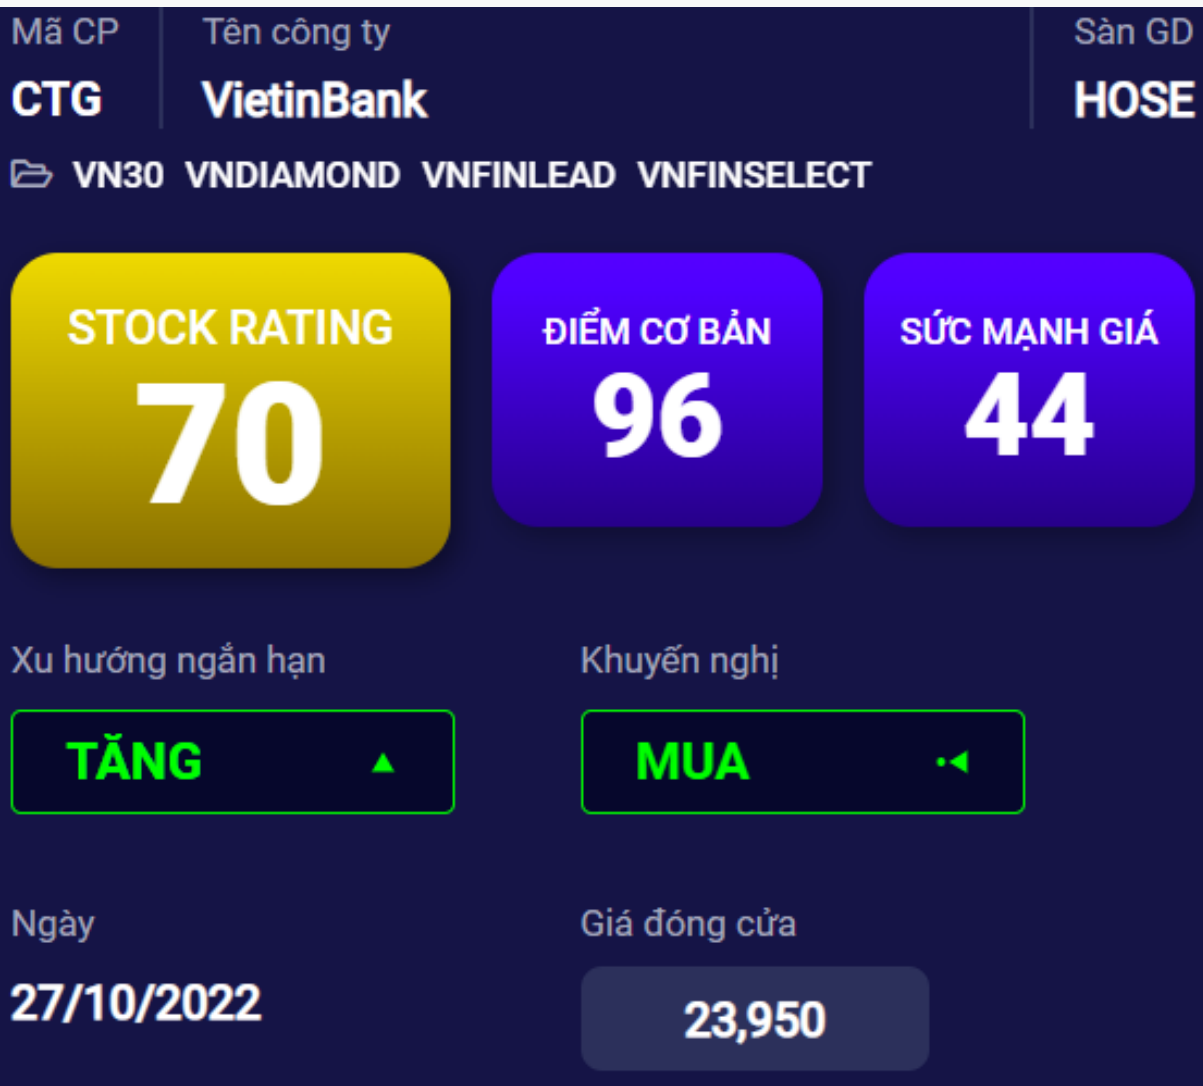 Mã CP Tên công ty Sàn GD
CTG VietinBank HOSE
VN30 VNDIAMOND VNFINLEAD VNFINSELECT
STOCK RATING ĐIỂM CƠ BẢN SỨC MẠNH GIÁ
70 96 44
Xu hướng ngắn hạn Khuyến nghị
TĂNG MUA
Ngày Giá đóng cửa
27/10/2022 23,950